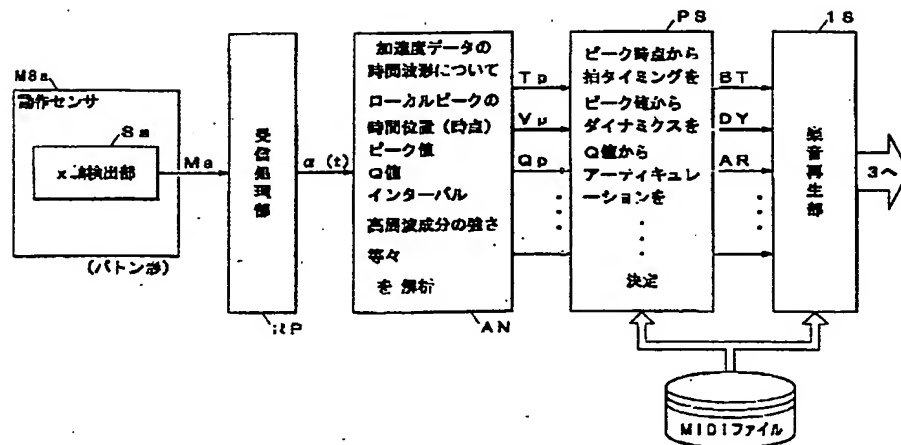 MSa
動作センサ
Sa
x軸検出部
(バトン形)
Ma
受信処理部
RP
α (t)
加速度データの
時間波形について
ローカルピークの
時間位置(時点)
ピーク値
Q値
インターバル
高周波成分の強さ
等々
を 解析
AN
Tp
Vp
Qp
PS
ピーク時点から
拍タイミングを
ピーク値から
ダイナミクスを
Q値から
アーティキュレ
ーションを
決定
BT
DY
AR
1S
楽音再生部
3へ
MIDIファイル